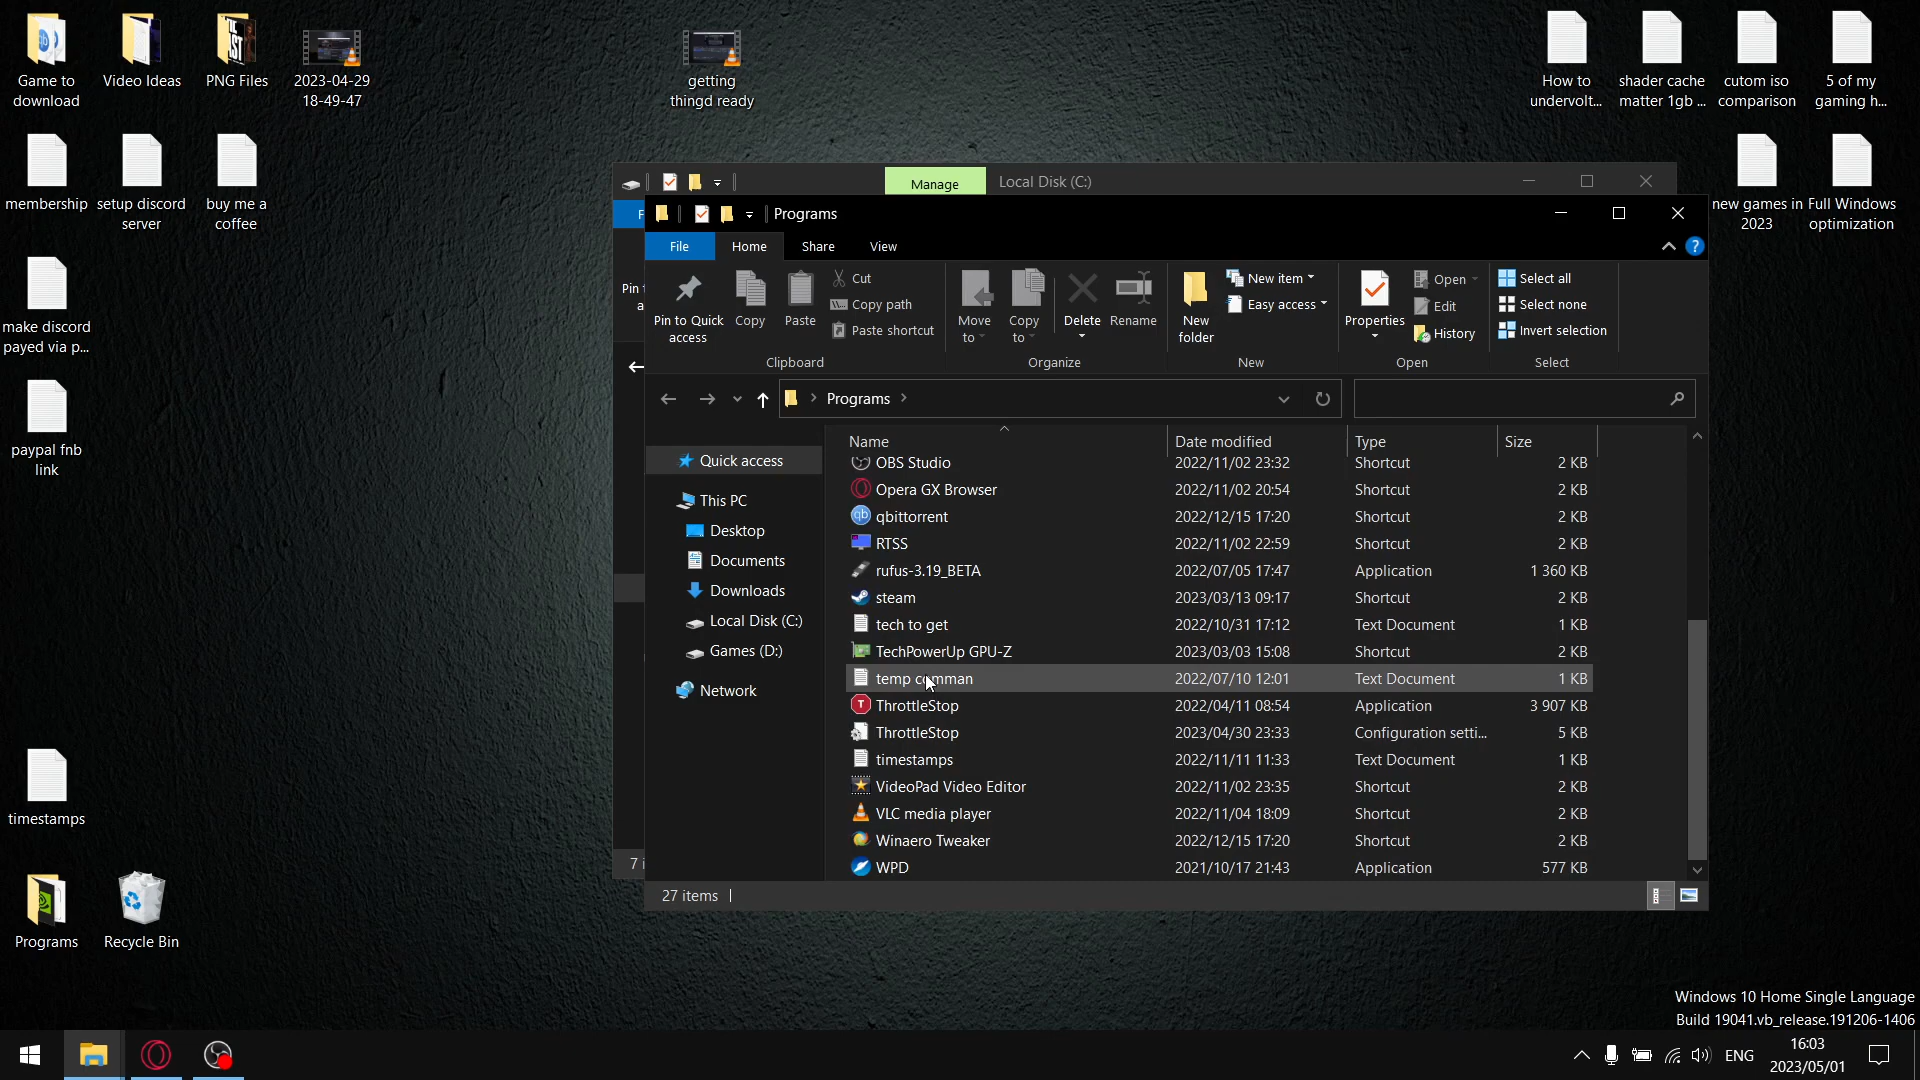 Game to
download
Video Ideas
PNG Files
2023-04-29
18-49-47
getting
thingd ready
How to
undervolt...
shader cache
matter 1gb ...
cutom iso
comparison
5 of my
gaming h...
membership
setup discord
server
buy me a
coffee
new games in
2023
Full Windows
optimization
make discord
payed via p...
paypal fnb
link
timestamps
Programs
Recycle Bin
Manage
Local Disk (C:)
F
Pin
a
7 i
Programs
File
Home
Share
View
Pin to Quick
access
Copy
Paste
Cut
Copy path
Paste shortcut
Clipboard
Move
to
Copy
to
Delete
Rename
Organize
New
folder
New item
Easy access
New
Properties
Open
Edit
History
Open
Select all
Select none
Invert selection
Select
Programs
Quick access
This PC
Desktop
Documents
Downloads
Local Disk (C:)
Games (D:)
Network
Name Date modified Type Size
OBS Studio 2022/11/02 23:32 Shortcut 2 KB
Opera GX Browser 2022/11/02 20:54 Shortcut 2 KB
qbittorrent 2022/12/15 17:20 Shortcut 2 KB
RTSS 2022/11/02 22:59 Shortcut 2 KB
rufus-3.19_BETA 2022/07/05 17:47 Application 1 360 KB
steam 2023/03/13 09:17 Shortcut 2 KB
tech to get 2022/10/31 17:12 Text Document 1 KB
TechPowerUp GPU-Z 2023/03/03 15:08 Shortcut 2 KB
temp comman 2022/07/10 12:01 Text Document 1 KB
ThrottleStop 2022/04/11 08:54 Application 3 907 KB
ThrottleStop 2023/04/30 23:33 Configuration setti... 5 KB
timestamps 2022/11/11 11:33 Text Document 1 KB
VideoPad Video Editor 2022/11/02 23:35 Shortcut 2 KB
VLC media player 2022/11/04 18:09 Shortcut 2 KB
Winaero Tweaker 2022/12/15 17:20 Shortcut 2 KB
WPD 2021/10/17 21:43 Application 577 KB
27 items
Windows 10 Home Single Language
Build 19041.vb_release.191206-1406
ENG
16:03
2023/05/01